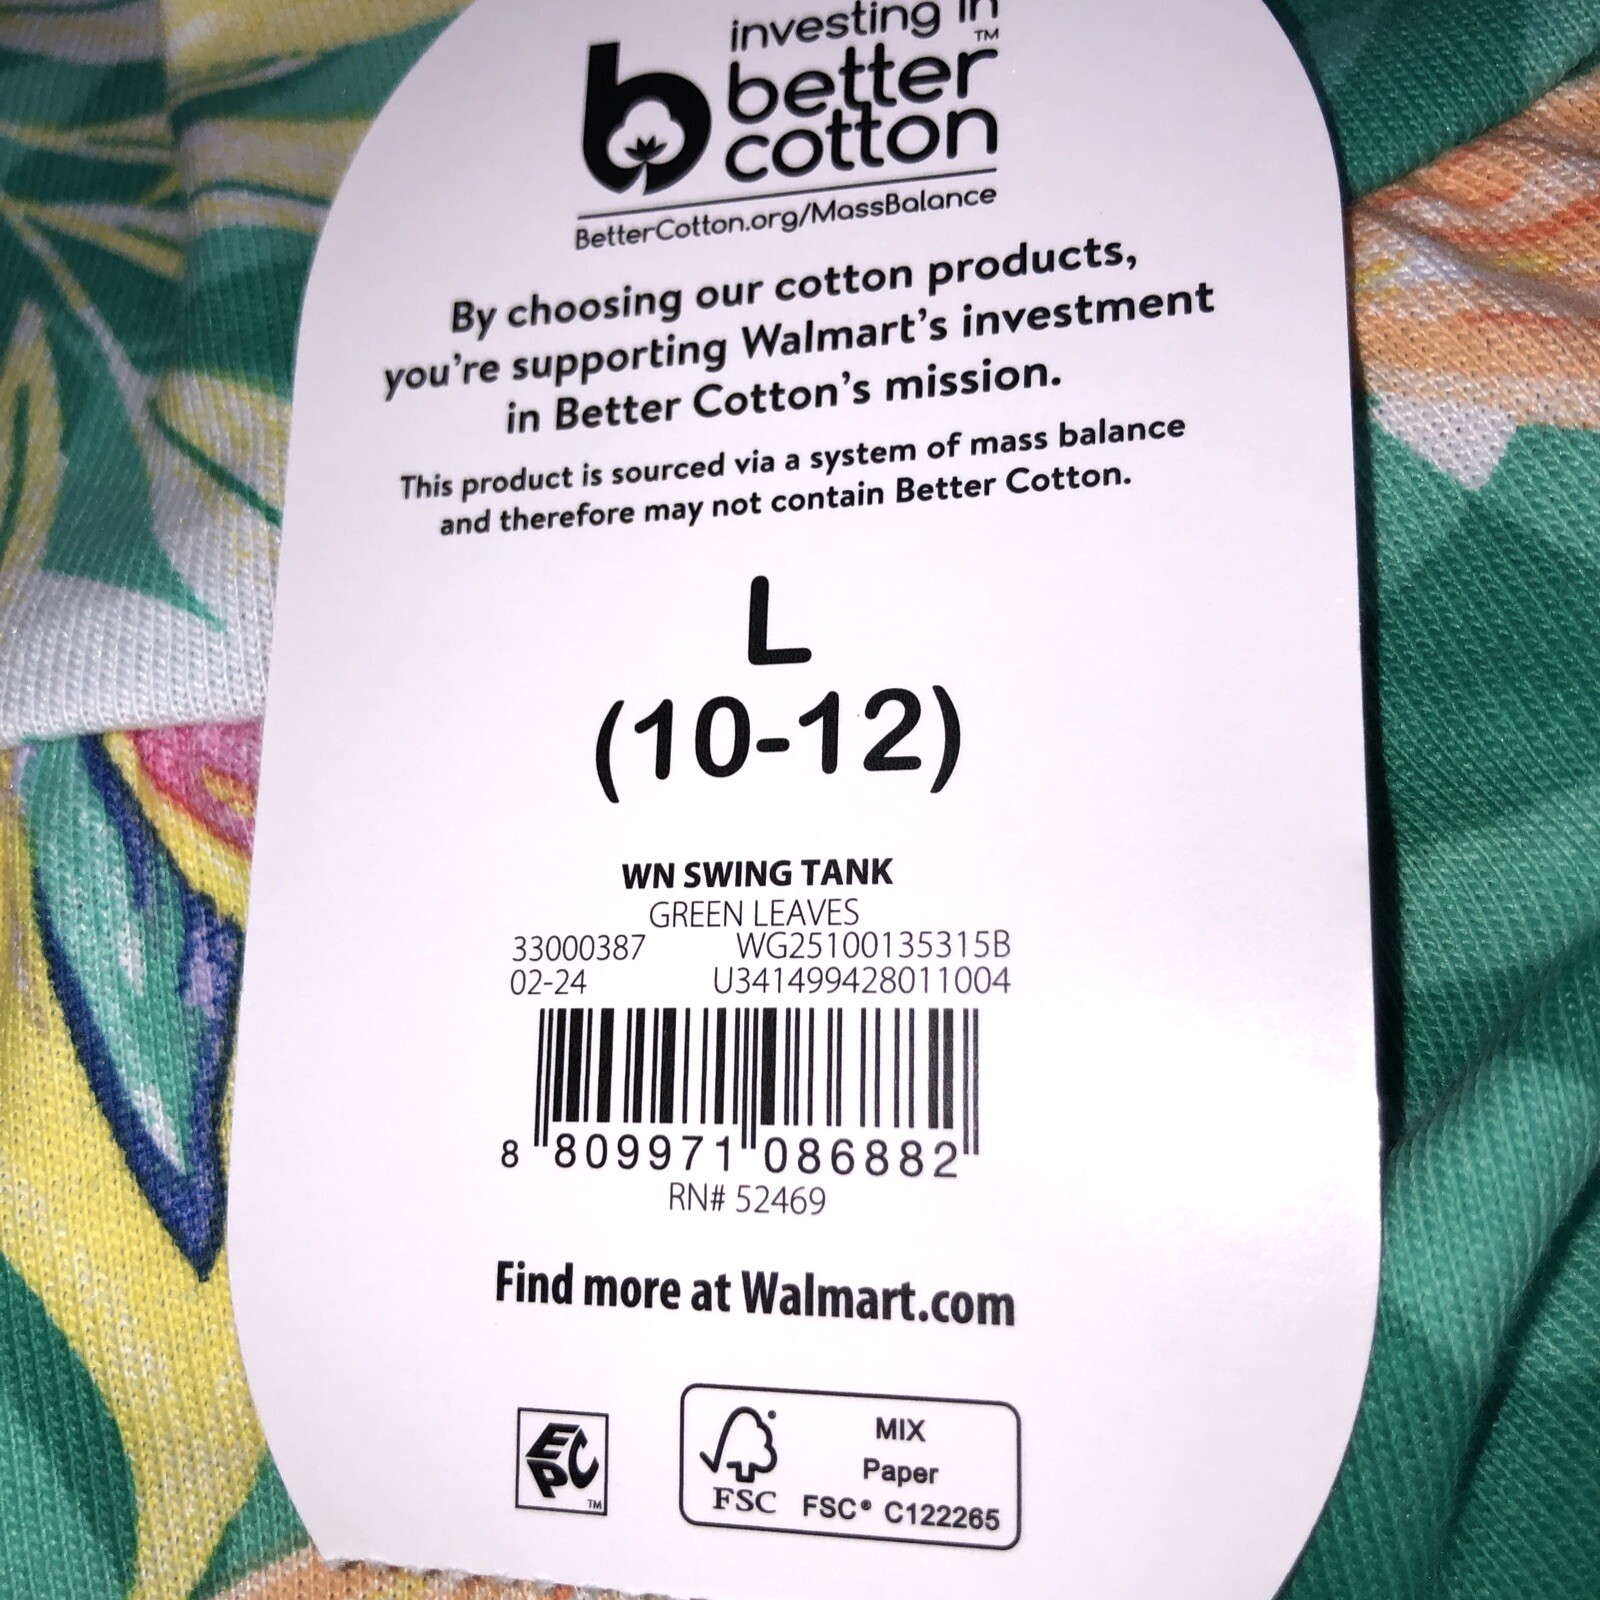 investing in
better™
cotton
BetterCotton.org/MassBalance
By choosing our cotton products,
you're supporting Walmart's investment
in Better Cotton's mission.
This product is sourced via a system of mass balance
and therefore may not contain Better Cotton.
L
(10-12)
WN SWING TANK
GREEN LEAVES
33000387 WG25100135315B
02-24 U341499428011004
8 809971 086882
RN# 52469
Find more at Walmart.com
EPC™
FSC
MIX
Paper
FSC® C122265